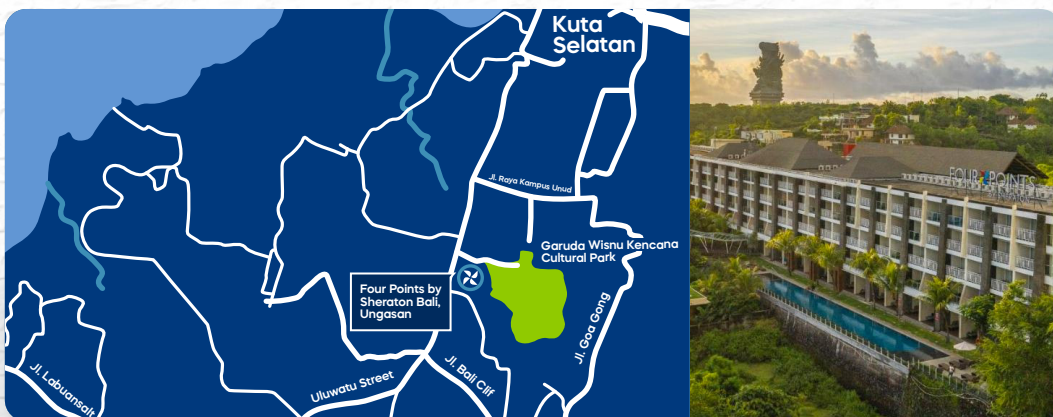 Kuta
Selatan
Jl. Raya Kampus Unud
Garuda Wisnu Kencana
Cultural Park
Four Points by
Sheraton Bali,
Ungasan
Jl. Goa Gong
Jl. Labuansait
Uluwatu Street
Jl. Bali Clif
FOUR POINTS